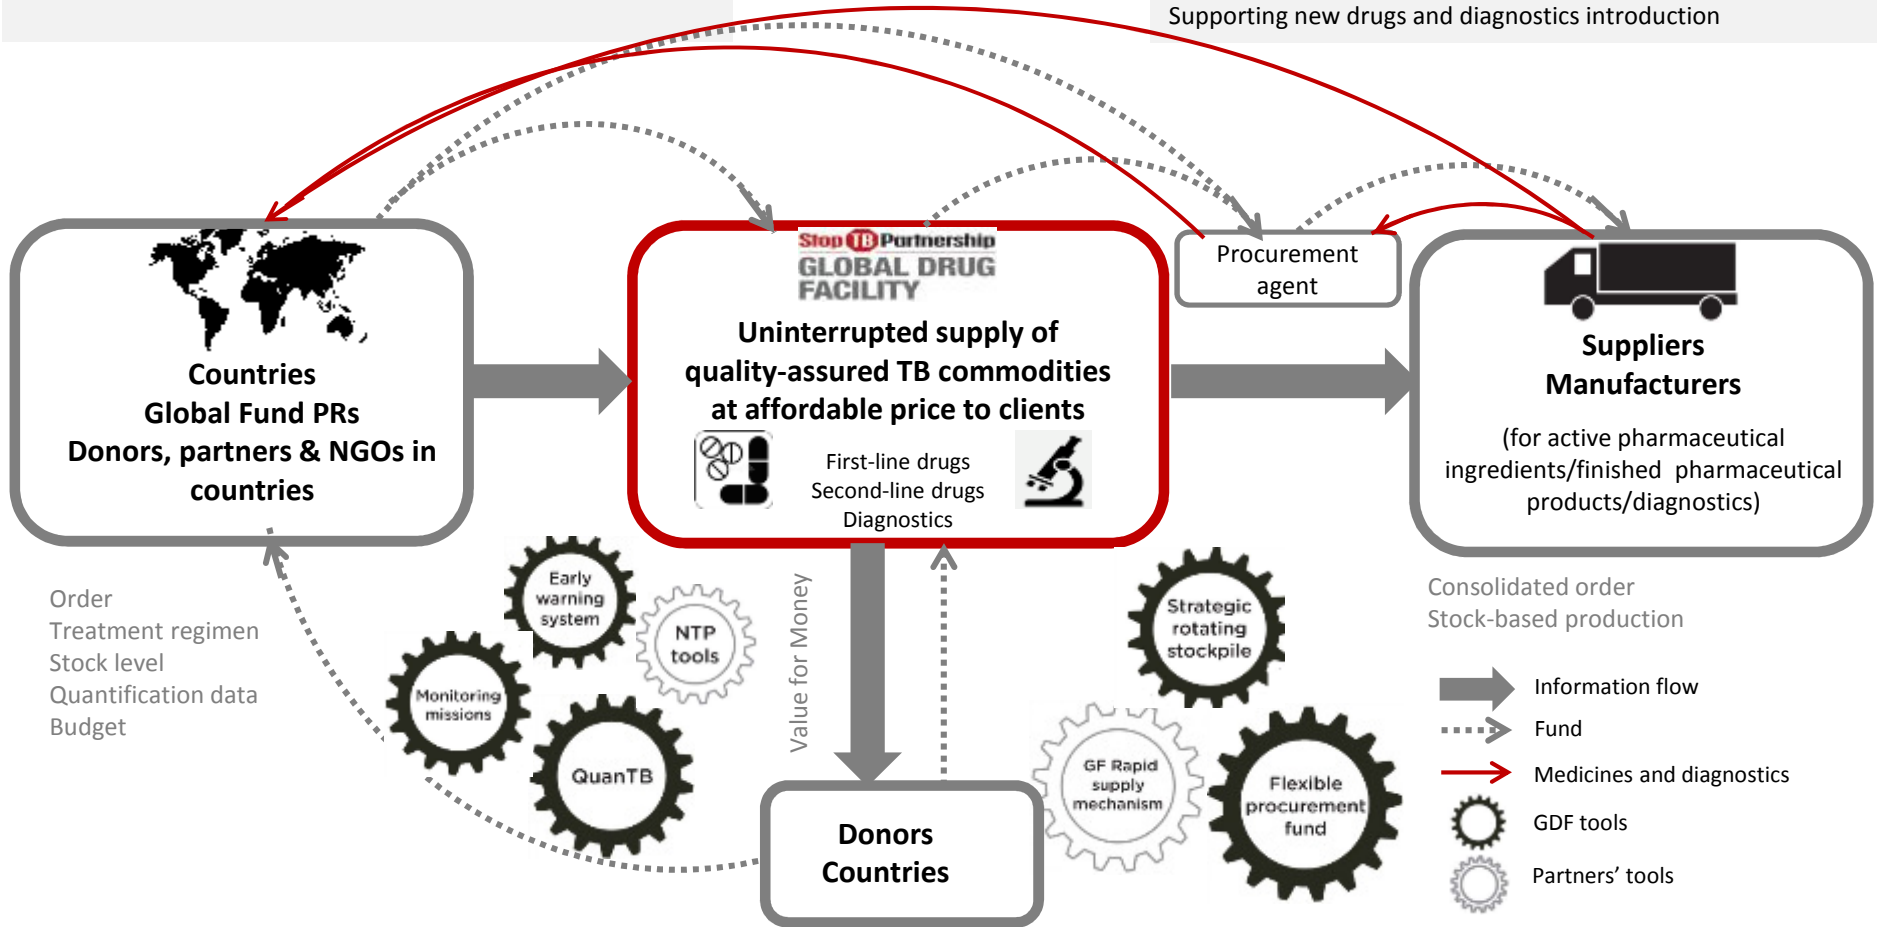 Supporting new drugs and diagnostics introduction
Stop TB Partnership
GLOBAL DRUG
FACILITY
Procurement
agent
Countries
Global Fund PRs
Donors, partners & NGOs in
countries
Uninterrupted supply of
quality-assured TB commodities
at affordable price to clients
First-line drugs
Second-line drugs
Diagnostics
Suppliers
Manufacturers
(for active pharmaceutical
ingredients/finished pharmaceutical
products/diagnostics)
Order
Treatment regimen
Stock level
Quantification data
Budget
Early
warning
system
NTP
tools
Monitoring
missions
QuanTB
Value for Money
Strategic
rotating
stockpile
GF Rapid
supply
mechanism
Flexible
procurement
fund
Donors
Countries
Consolidated order
Stock-based production
Information flow
Fund
Medicines and diagnostics
GDF tools
Partners’ tools